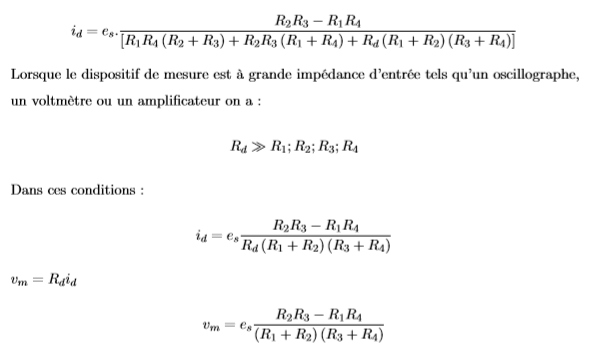 i_d = e_s. \frac{R_2R_3 − R_1R_4}{[R_1R_4 (R_2 + R_3) + R_2R_3 (R_1 + R_4) + R_d (R_1 + R_2) (R_3 + R_4)]}
Lorsque le dispositif de mesure est à grande impédance d'entrée tels qu'un oscillographe,
un voltmètre ou un amplificateur on a :
R_d ≫ R_1; R_2; R_3; R_4
Dans ces conditions :
i_d = e_s \frac{R_2R_3 − R_1R_4}{R_d (R_1 + R_2) (R_3 + R_4)}
v_m = R_d i_d
v_m = e_s \frac{R_2R_3 − R_1R_4}{(R_1 + R_2) (R_3 + R_4)}